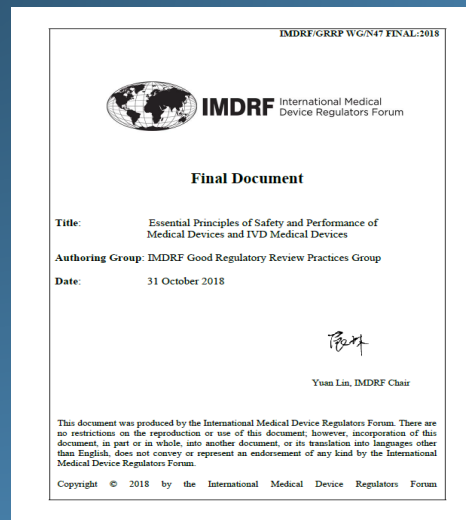 IMDRF/GRRP WG/N47 FINAL:2018
IMDRF International Medical
Device Regulators Forum
Final Document
Title: Essential Principles of Safety and Performance of
Medical Devices and IVD Medical Devices
Authoring Group: IMDRF Good Regulatory Review Practices Group
Date: 31 October 2018
Yuan Lin, IMDRF Chair
This document was produced by the International Medical Device Regulators Forum. There are
no restrictions on the reproduction or use of this document; however, incorporation of this
document, in part or in whole, into another document, or its translation into languages other
than English, does not convey or represent an endorsement of any kind by the International
Medical Device Regulators Forum.
Copyright © 2018 by the International Medical Device Regulators Forum